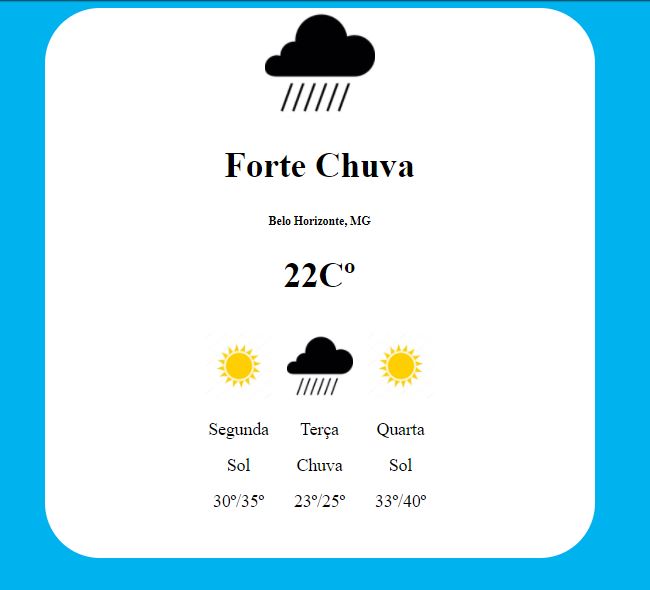 Forte Chuva
Belo Horizonte, MG
22Cº
Segunda Terça Quarta
Sol Chuva Sol
30º/35º 23º/25º 33º/40º